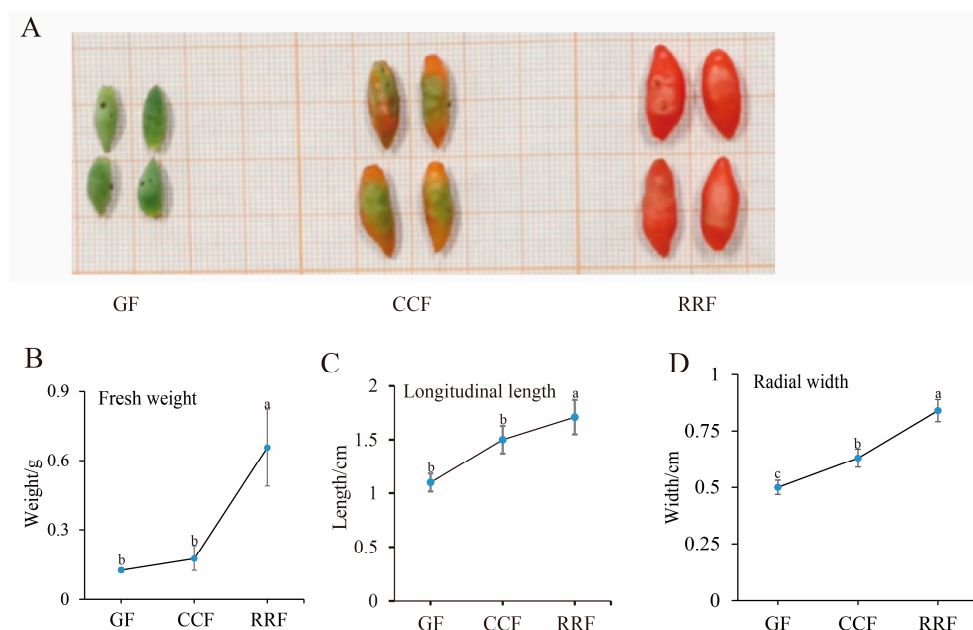 A
GF CCF RRF
B
Fresh weight
Weight/g
0.9
0.6
0.3
0
b
b
a
GF CCF RRF
C
Longitudinal length
Length/cm
2
1.5
1
0.5
0
b
b
a
GF CCF RRF
D
Radial width
Width/cm
1
0.75
0.5
0.25
0
c
b
a
GF CCF RRF